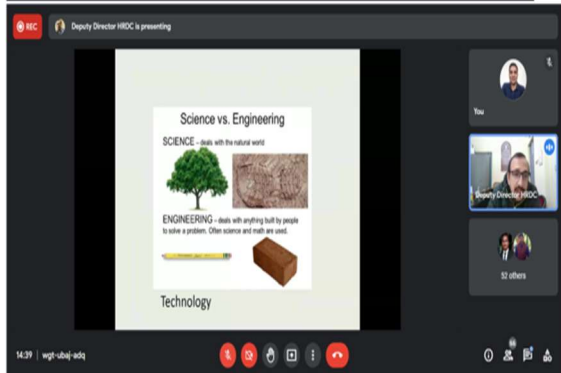 REC
Deputy Director HRDC is presenting
Science vs. Engineering
SCIENCE – deals with the natural world
ENGINEERING – deals with anything built by people
to solve a problem. Often science and math are used.
Technology
You
Deputy Director HRDC
52 others
14:39 | wgt-ubaj-adq